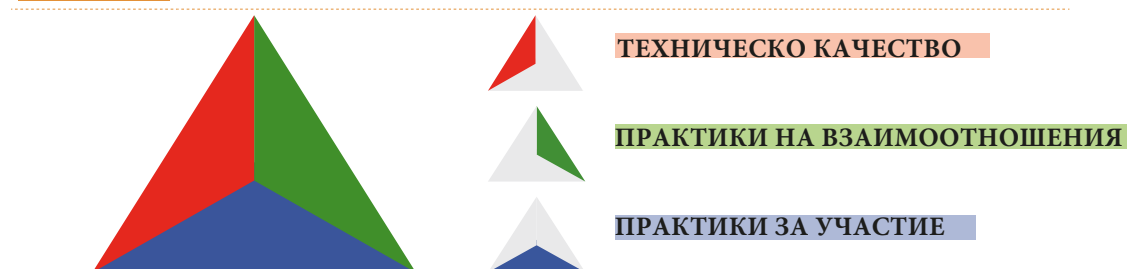 ТЕХНИЧЕСКО КАЧЕСТВО
ПРАКТИКИ НА ВЗАИМООТНОШЕНИЯ
ПРАКТИКИ ЗА УЧАСТИЕ